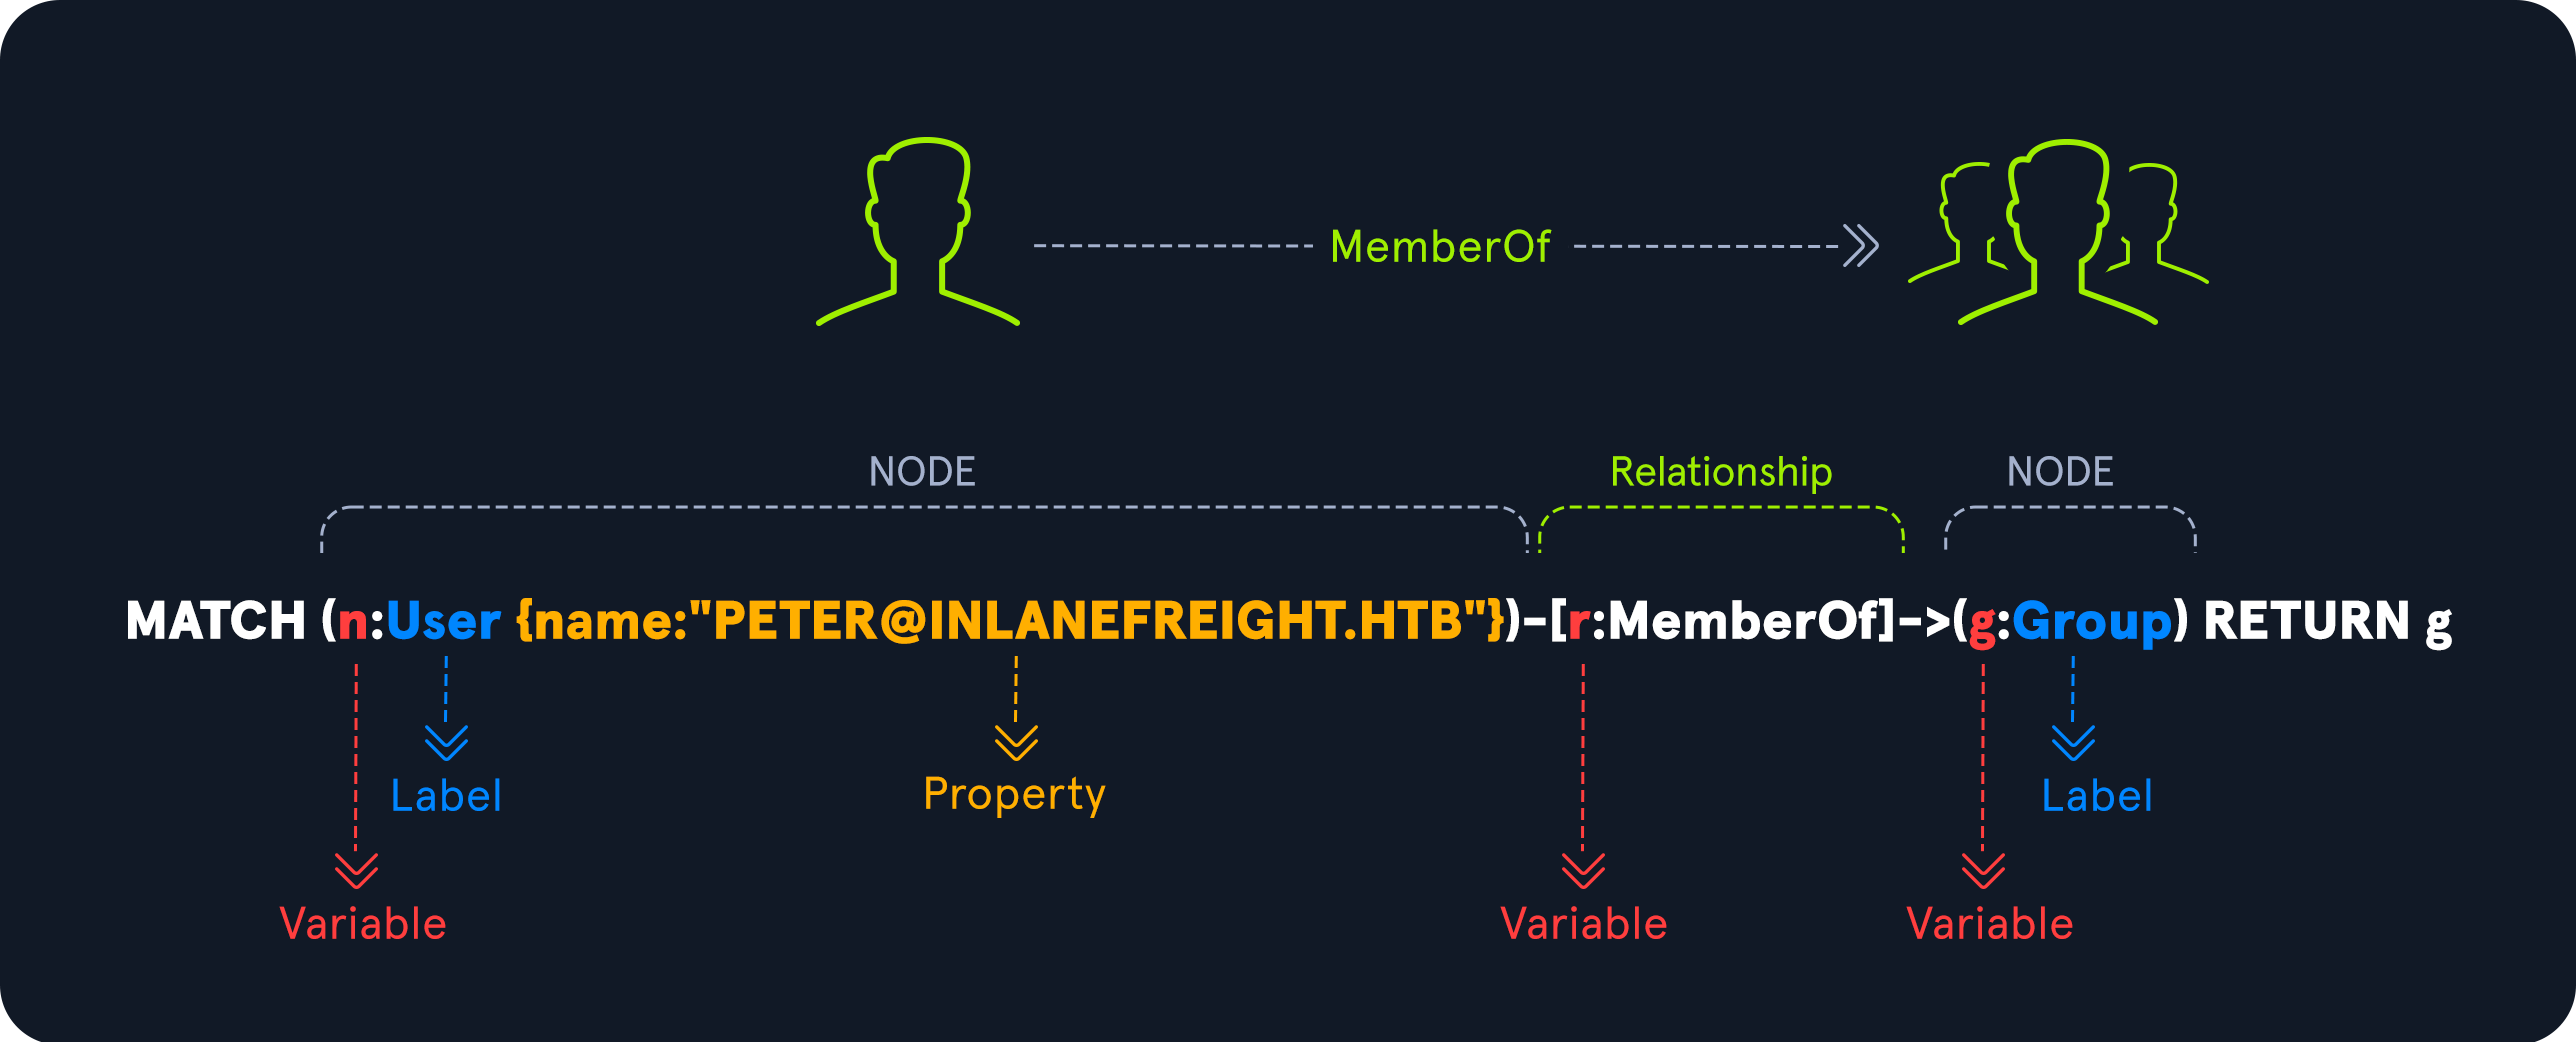 MemberOf
NODE Relationship NODE
MATCH (n:User {name:"PETER@INLANEFREIGHT.HTB"})-[r:MemberOf]->(g:Group) RETURN g
Label Property Label
Variable Variable Variable